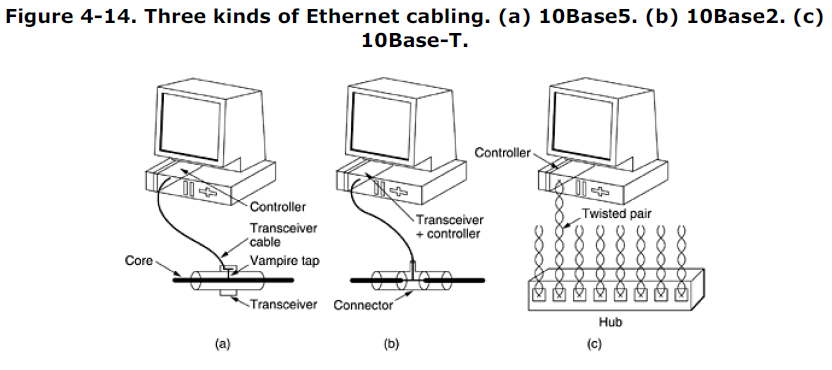 Figure 4-14. Three kinds of Ethernet cabling. (a) 10Base5. (b) 10Base2. (c)
10Base-T.
Controller
Transceiver
cable
Core
Vampire tap
Transceiver
(a)
Transceiver
+ controller
Connector
(b)
Controller
Twisted pair
Hub
(c)